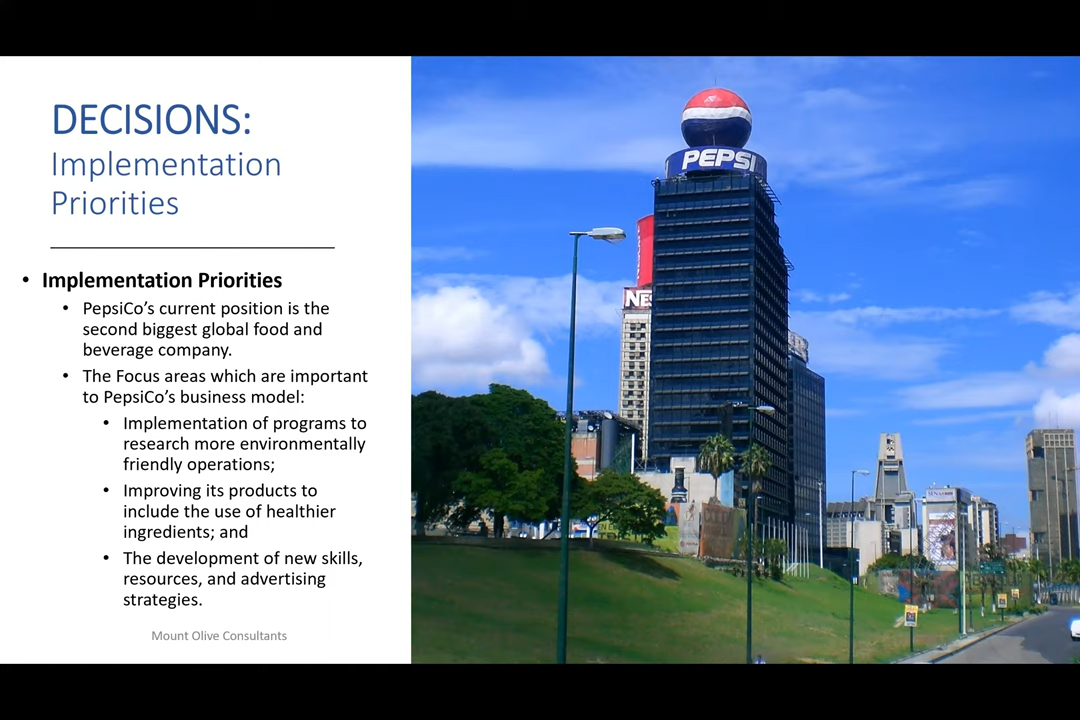 DECISIONS:
Implementation
Priorities
• Implementation Priorities
• PepsiCo’s current position is the
second biggest global food and
beverage company.
• The Focus areas which are important
to PepsiCo’s business model:
• Implementation of programs to
research more environmentally
friendly operations;
• Improving its products to
include the use of healthier
ingredients; and
• The development of new skills,
resources, and advertising
strategies.
Mount Olive Consultants
PEPSI
NES